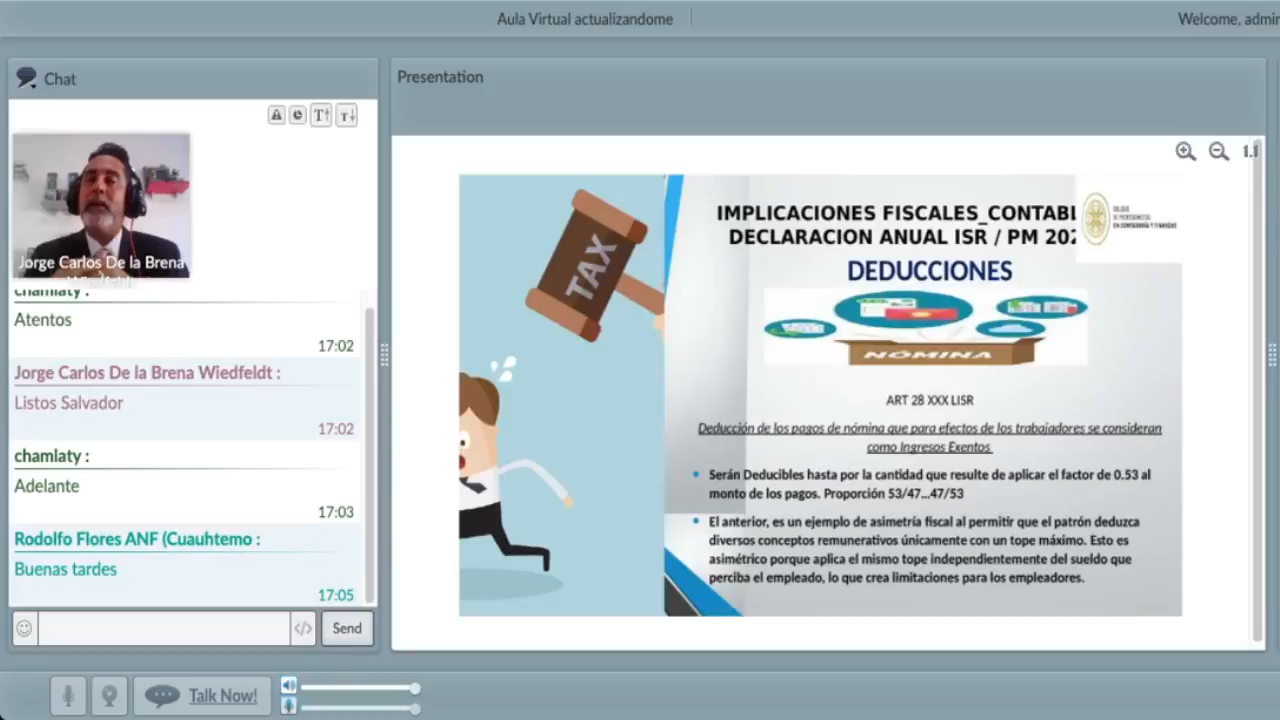 Aula Virtual actualizandome
Welcome, admin
Chat
Presentation
Jorge Carlos De la Brena
Wiedfeldt
chamlaty :
Atentos
17:02
Jorge Carlos De la Brena Wiedfeldt :
Listos Salvador
17:02
chamlaty :
Adelante
17:03
Rodolfo Flores ANF (Cuauhtemo :
Buenas tardes
17:05
Send
Talk Now!
TAX
IMPLICACIONES FISCALES_CONTABL
DECLARACION ANUAL ISR / PM 202
DEDUCCIONES
NÓMINA
ART 28 XXX LISR
Deducción de los pagos de nómina que para efectos de los trabajadores se consideran
como Ingresos Exentos
• Serán Deducibles hasta por la cantidad que resulte de aplicar el factor de 0.53 al
monto de los pagos. Proporción 53/47...47/53
• El anterior, es un ejemplo de asimetría fiscal al permitir que el patrón deduzca
diversos conceptos remunerativos únicamente con un tope máximo. Esto es
asimétrico porque aplica el mismo tope independientemente del sueldo que
perciba el empleado, lo que crea limitaciones para los empleadores.